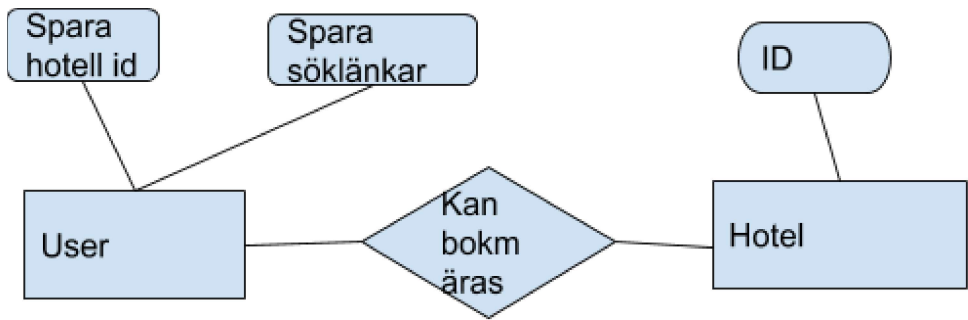 Spara
hotell id
Spara
söklänkar
ID
User
Kan
bokm
äras
Hotel